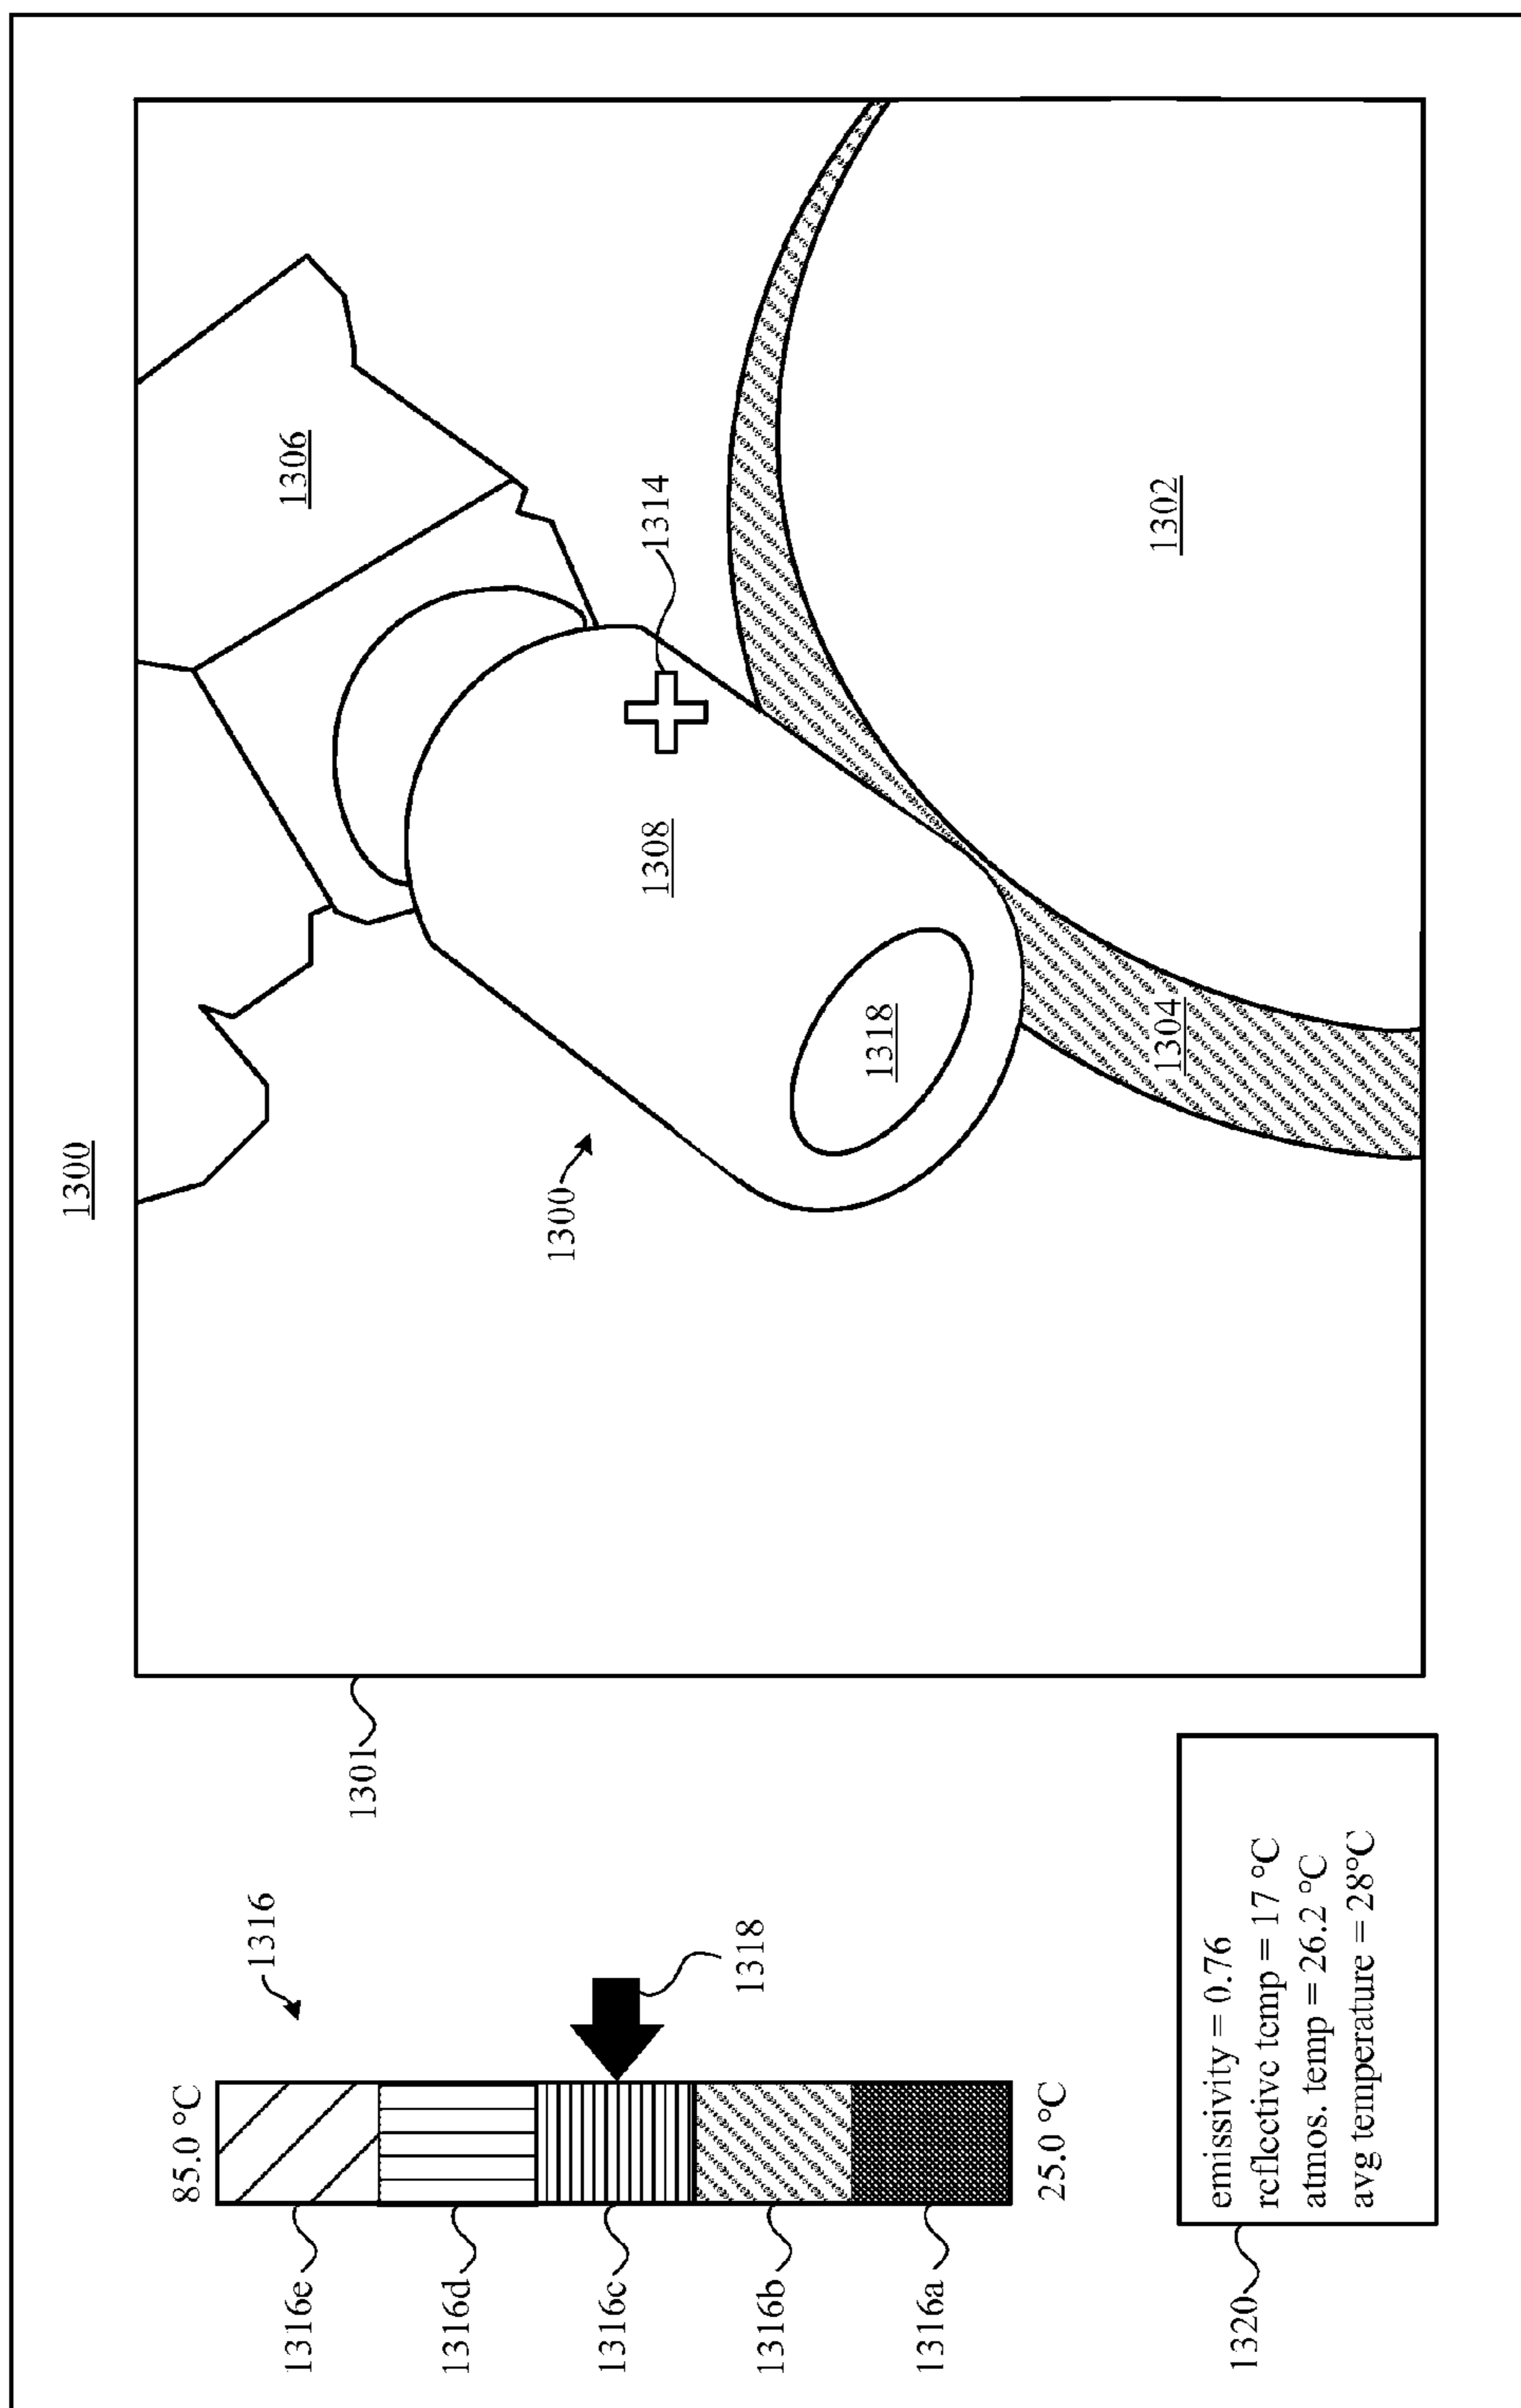 1300
85.0 °C
1316
1316e
1316d
1316c
1316b
1316a
1318
25.0 °C
1301
1306
1314
1308
1300
1318
1302
1304
1320
emissivity = 0.76
reflective temp = 17 °C
atmos. temp = 26.2 °C
avg temperature = 28°C